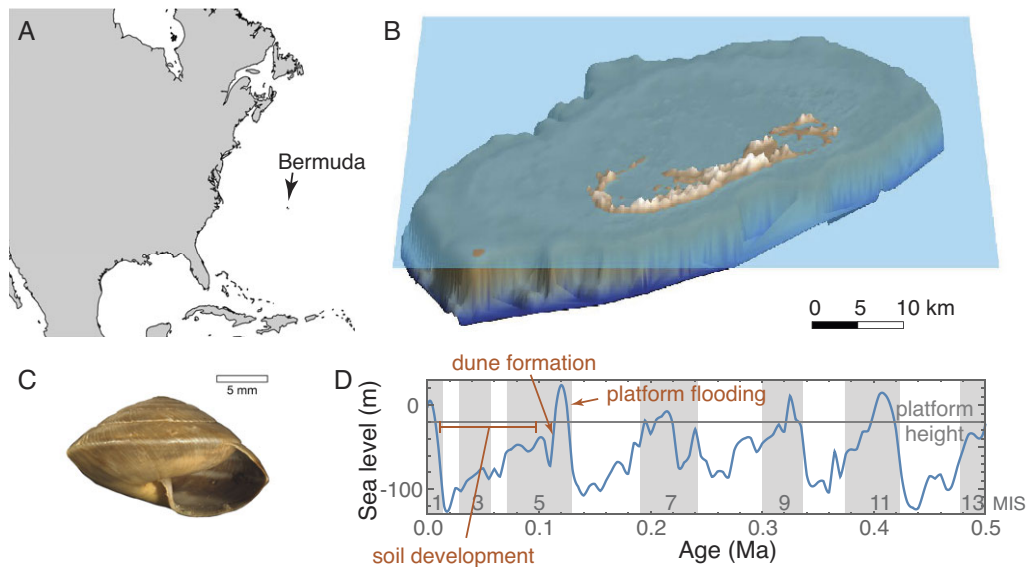 A
Bermuda
B
0 5 10 km
C
5 mm
D
dune formation
platform flooding
platform
height
Sea level (m)
0
-100
1 3 5 7 9 11 13 MIS
0.0 0.1 0.2 0.3 0.4 0.5
soil development
Age (Ma)